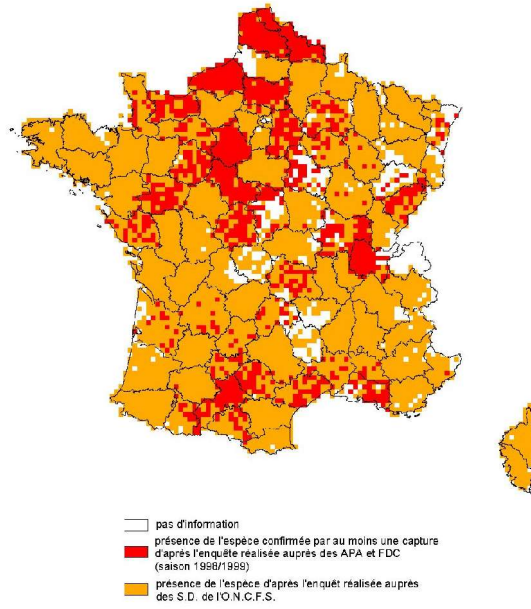 pas d'information
présence de l'espèce confirmée par au moins une capture
d'après l'enquête réalisée auprès des APA et FDC
(saison 1998/1999)
présence de l'espèce d'après l'enquêt réalisée auprès
des S.D. de l'O.N.C.F.S.